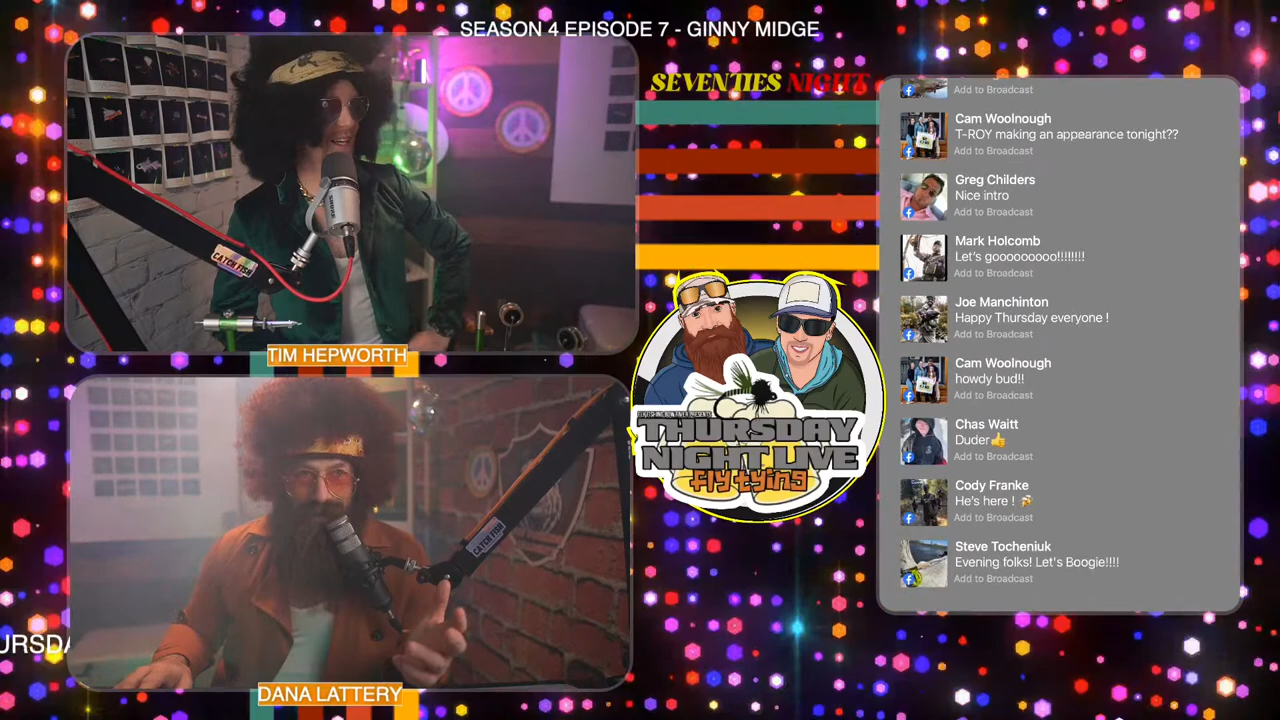 SEASON 4 EPISODE 7 - GINNY MIDGE
SEVENTIES NIGHT
CATCH FISH
TIM HEPWORTH
CATCH FISH
DANA LATTERY
URSDA
THURSDAY
NIGHT LIVE
fly tying
Add to Broadcast
Cam Woolnough
T-ROY making an appearance tonight??
Add to Broadcast
Greg Childers
Nice intro
Add to Broadcast
Mark Holcomb
Let's gooooooooo!!!!!!!!
Add to Broadcast
Joe Manchinton
Happy Thursday everyone !
Add to Broadcast
Cam Woolnough
howdy bud!!
Add to Broadcast
Chas Waitt
Duder👍
Add to Broadcast
Cody Franke
He's here ! 🍻
Add to Broadcast
Steve Tocheniuk
Evening folks! Let's Boogie!!!!
Add to Broadcast